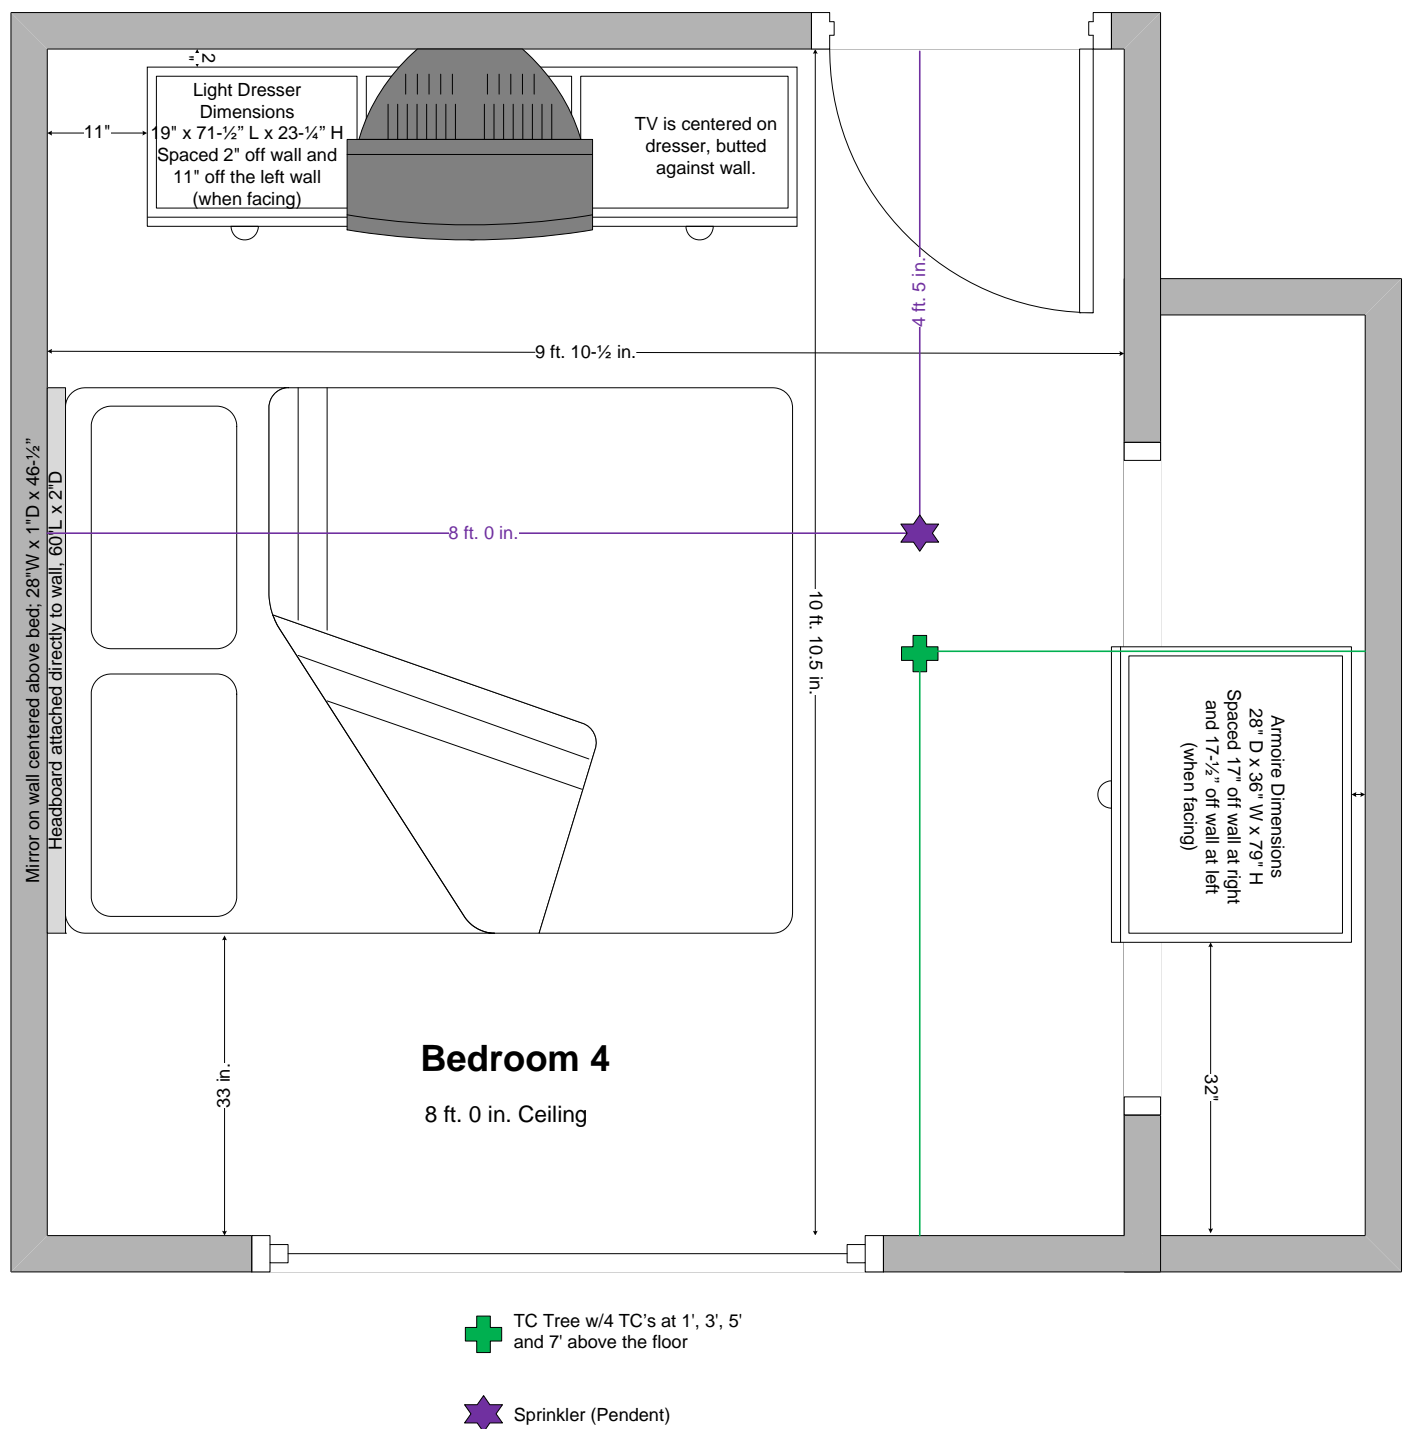 2"
Light Dresser
Dimensions
19" x 71-½” L x 23-¼” H
Spaced 2" off wall and
11" off the left wall
(when facing)
11"
TV is centered on
dresser, butted
against wall.
4 ft. 5 in.
9 ft. 10-½ in.
Mirror on wall centered above bed; 28"W x 1"D x 46-½”
Headboard attached directly to wall, 60"L x 2"D
8 ft. 0 in.
10 ft. 10.5 in.
Armoire Dimensions
28" D x 36" W x 79" H
Spaced 17" off wall at right
and 17-½” off wall at left
(when facing)
33 in.
32"
Bedroom 4
8 ft. 0 in. Ceiling
TC Tree w/4 TC’s at 1', 3', 5'
and 7' above the floor
Sprinkler (Pendent)